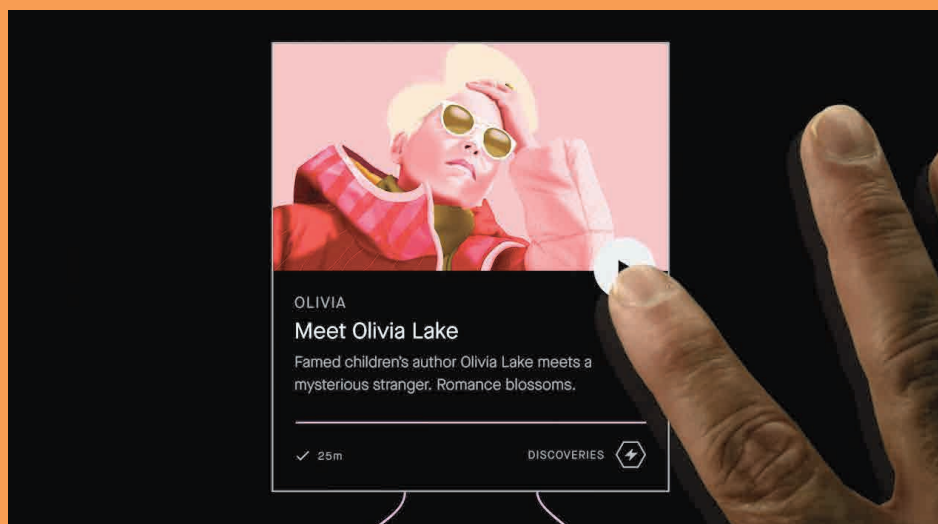 OLIVIA
Meet Olivia Lake
Famed children's author Olivia Lake meets a
mysterious stranger. Romance blossoms.
25m
DISCOVERIES